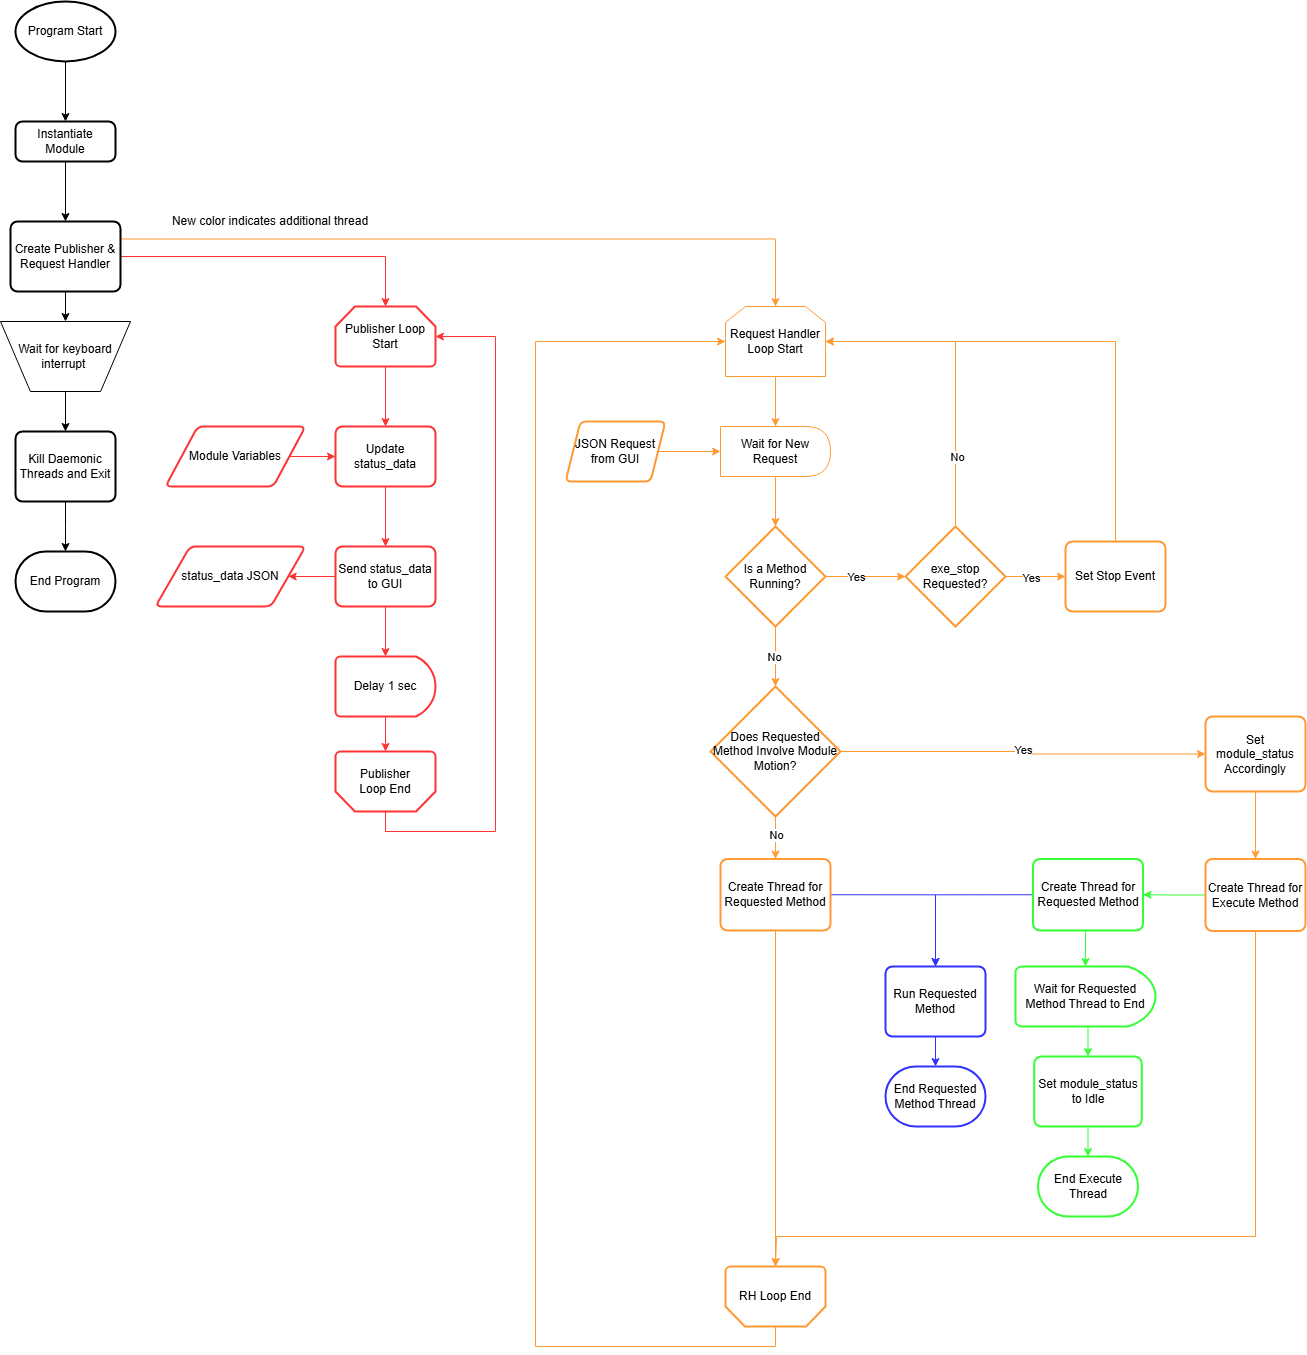 Program Start
Instantiate
Module
New color indicates additional thread
Create Publisher &
Request Handler
Wait for keyboard
interrupt
Kill Daemonic
Threads and Exit
End Program
Publisher Loop
Start
Module Variables
Update
status_data
status_data JSON
Send status_data
to GUI
Delay 1 sec
Publisher
Loop End
Request Handler
Loop Start
JSON Request
from GUI
Wait for New
Request
No
Is a Method
Running?
Yes
exe_stop
Requested?
Yes
Set Stop Event
No
Does Requested
Method Involve Module
Motion?
Yes
Set
module_status
Accordingly
No
Create Thread for
Requested Method
Create Thread for
Requested Method
Create Thread for
Execute Method
Run Requested
Method
Wait for Requested
Method Thread to End
End Requested
Method Thread
Set module_status
to Idle
End Execute
Thread
RH Loop End